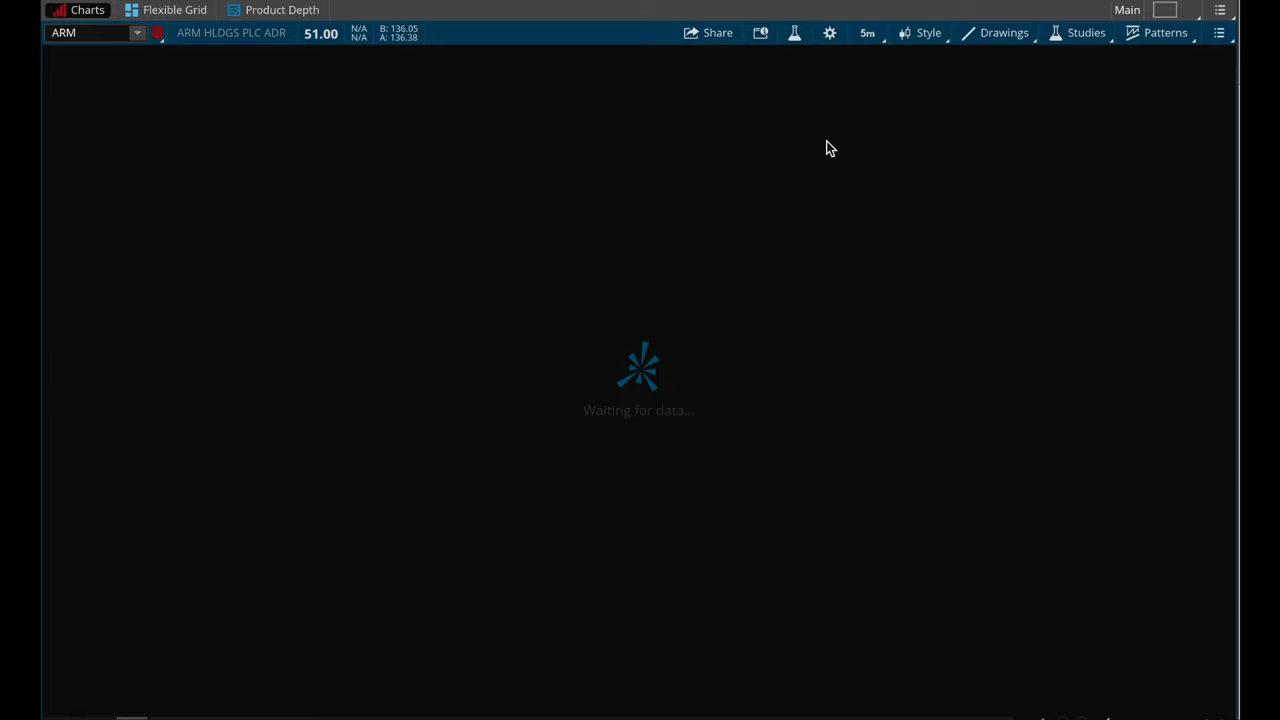 Charts Flexible Grid Product Depth Main
ARM ARM HLDGS PLC ADR 51.00 N/A B: 136.05 Share 5m Style Drawings Studies Patterns
N/A A: 136.38
Waiting for data...